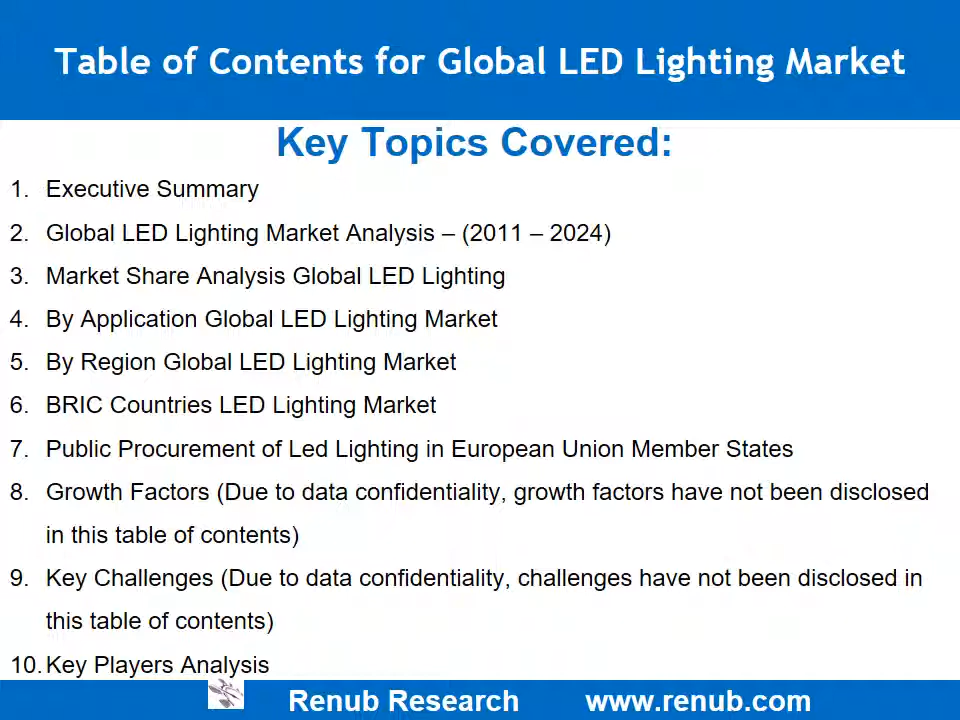 Table of Contents for Global LED Lighting Market
Key Topics Covered:
1. Executive Summary
2. Global LED Lighting Market Analysis – (2011 – 2024)
3. Market Share Analysis Global LED Lighting
4. By Application Global LED Lighting Market
5. By Region Global LED Lighting Market
6. BRIC Countries LED Lighting Market
7. Public Procurement of Led Lighting in European Union Member States
8. Growth Factors (Due to data confidentiality, growth factors have not been disclosed
in this table of contents)
9. Key Challenges (Due to data confidentiality, challenges have not been disclosed in
this table of contents)
10. Key Players Analysis
Renub Research www.renub.com